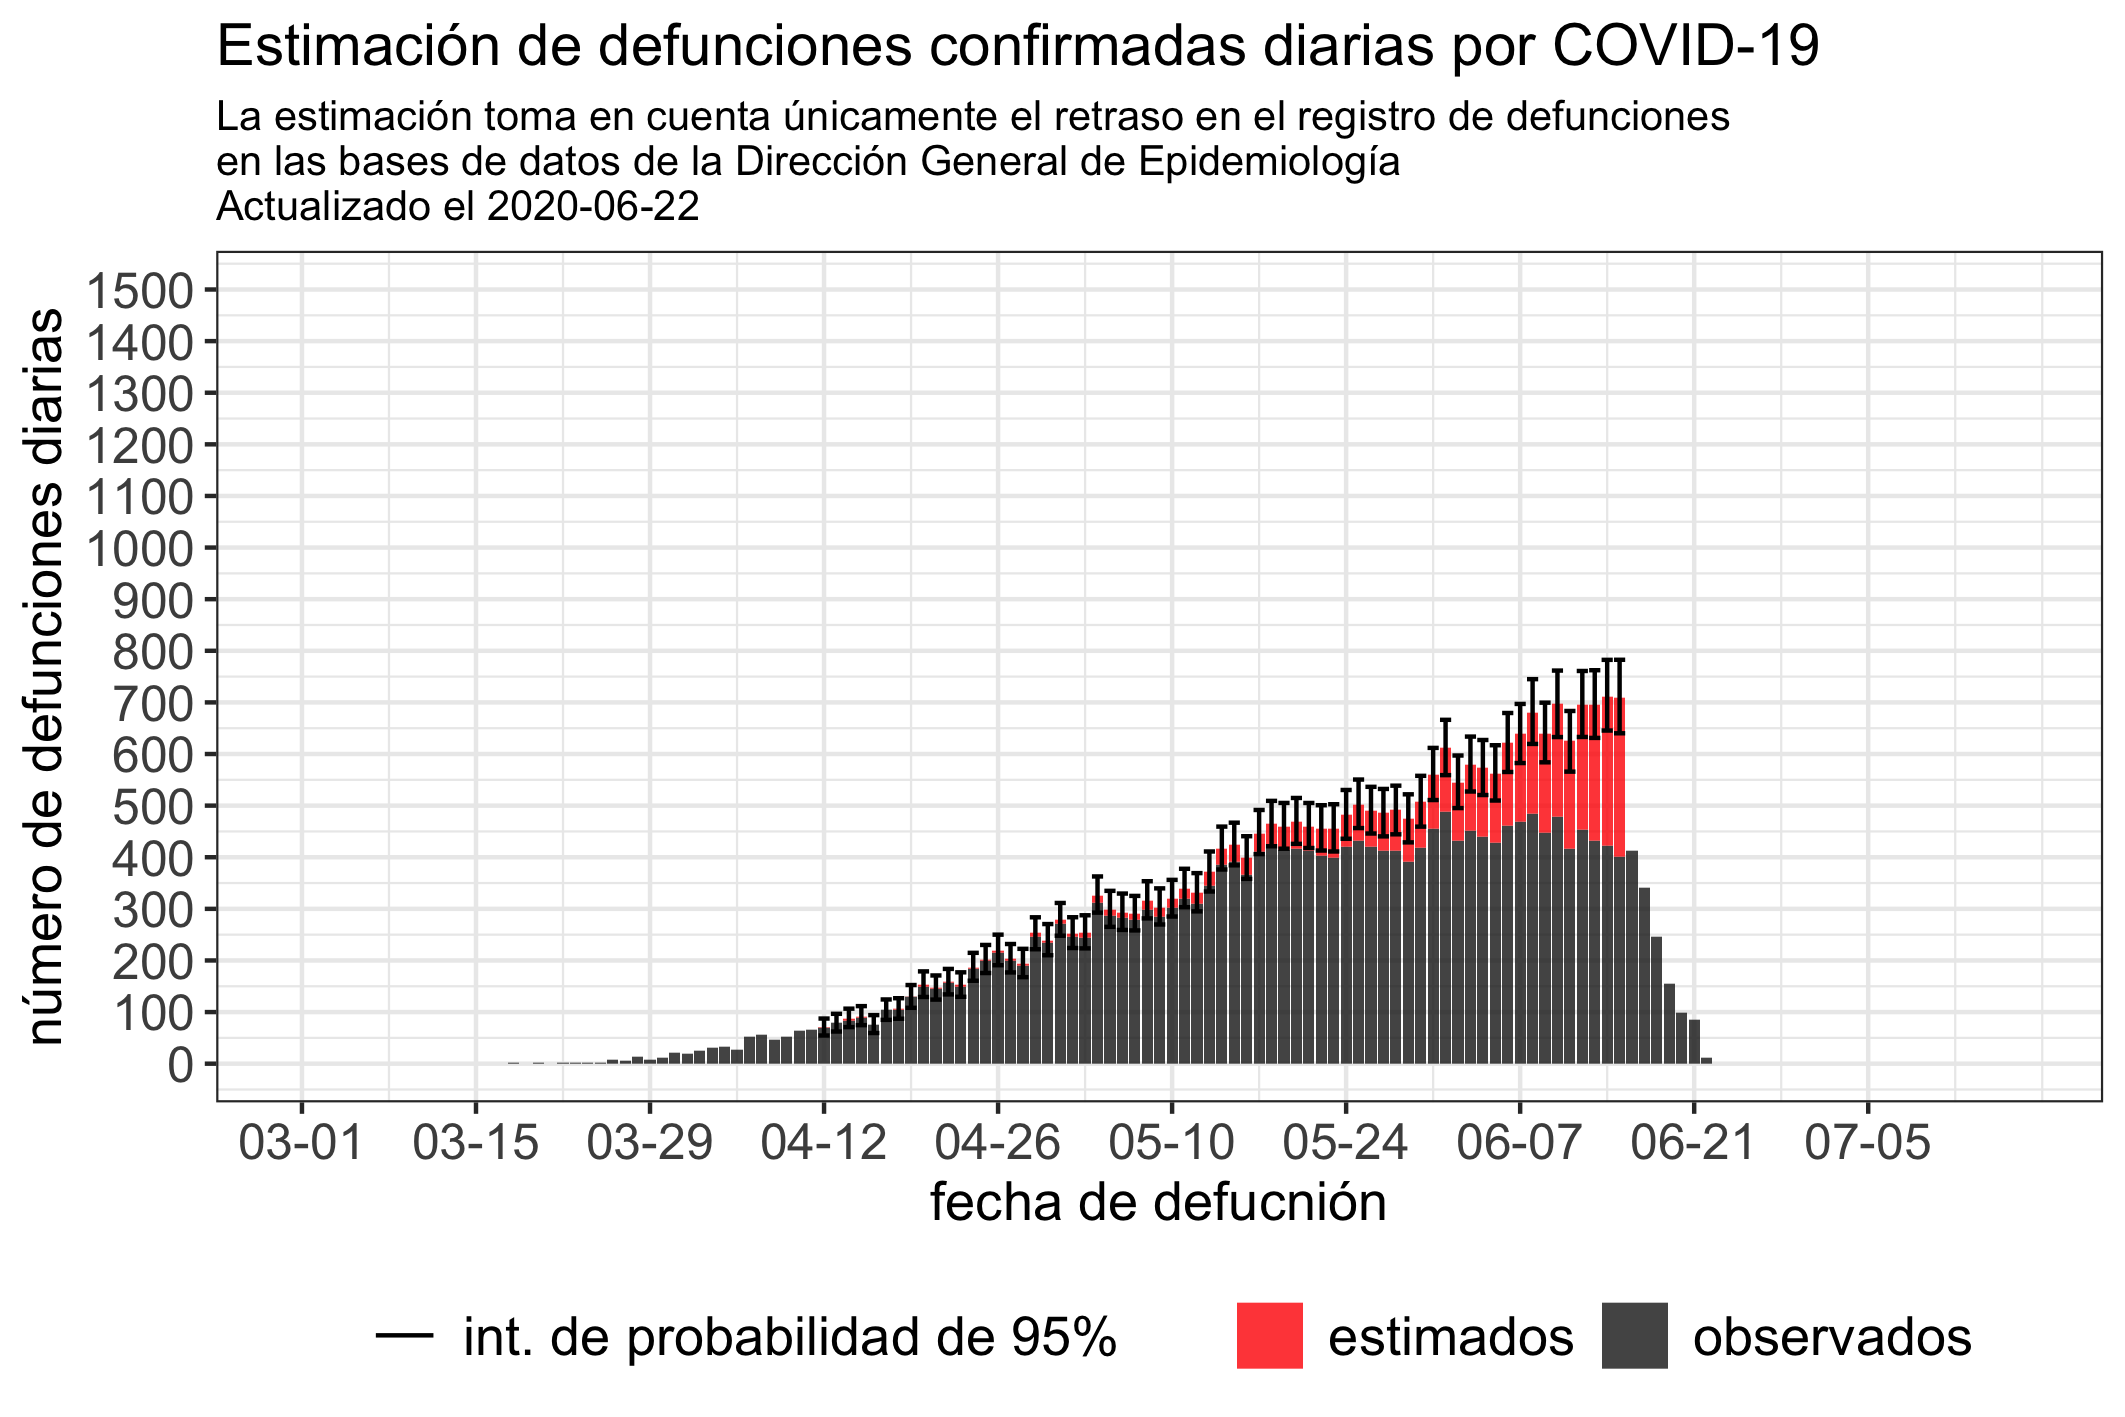 Estimación de defunciones confirmadas diarias por COVID-19
La estimación toma en cuenta únicamente el retraso en el registro de defunciones
en las bases de datos de la Dirección General de Epidemiología
Actualizado el 2020-06-22
número de defunciones diarias
1500
1400
1300
1200
1100
1000
900
800
700
600
500
400
300
200
100
0
03-01 03-15 03-29 04-12 04-26 05-10 05-24 06-07 06-21 07-05
fecha de defucnión
int. de probabilidad de 95% estimados observados